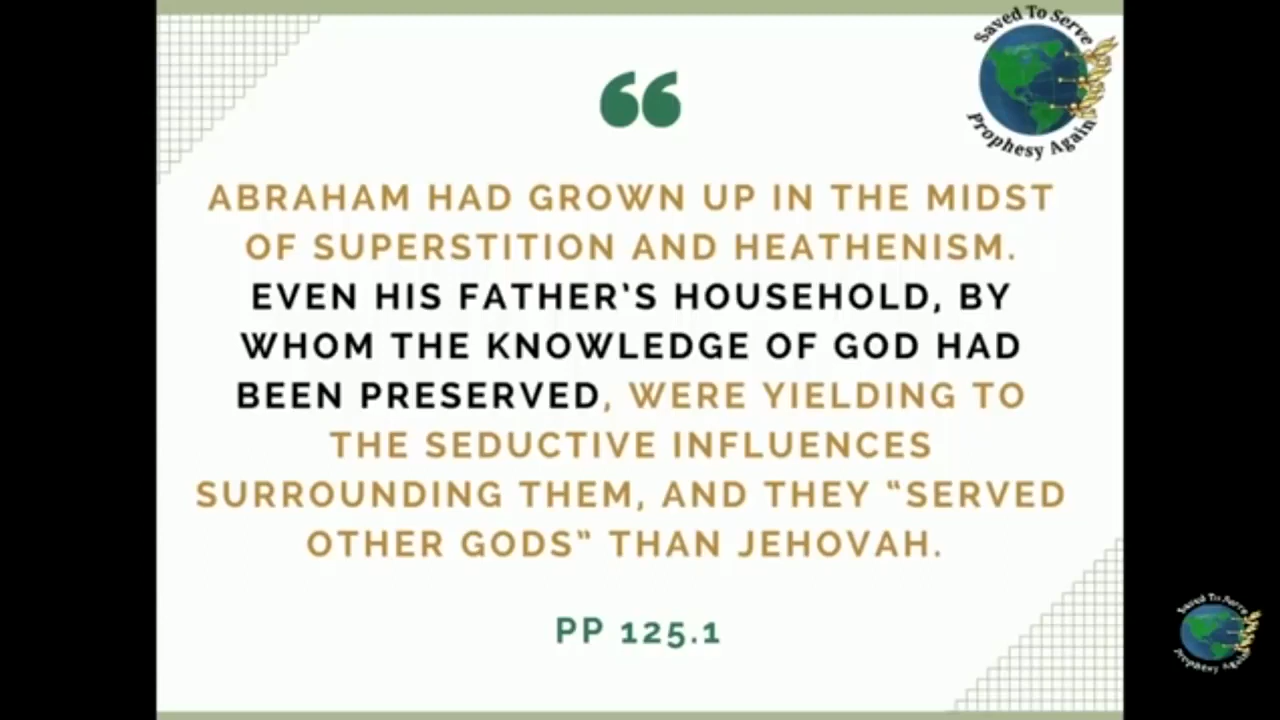 Saved To Serve
Prophesy Again
❝
ABRAHAM HAD GROWN UP IN THE MIDST
OF SUPERSTITION AND HEATHENISM.
EVEN HIS FATHER'S HOUSEHOLD, BY
WHOM THE KNOWLEDGE OF GOD HAD
BEEN PRESERVED, WERE YIELDING TO
THE SEDUCTIVE INFLUENCES
SURROUNDING THEM, AND THEY “SERVED
OTHER GODS” THAN JEHOVAH.
PP 125.1
Saved To Serve
Prophesy Again